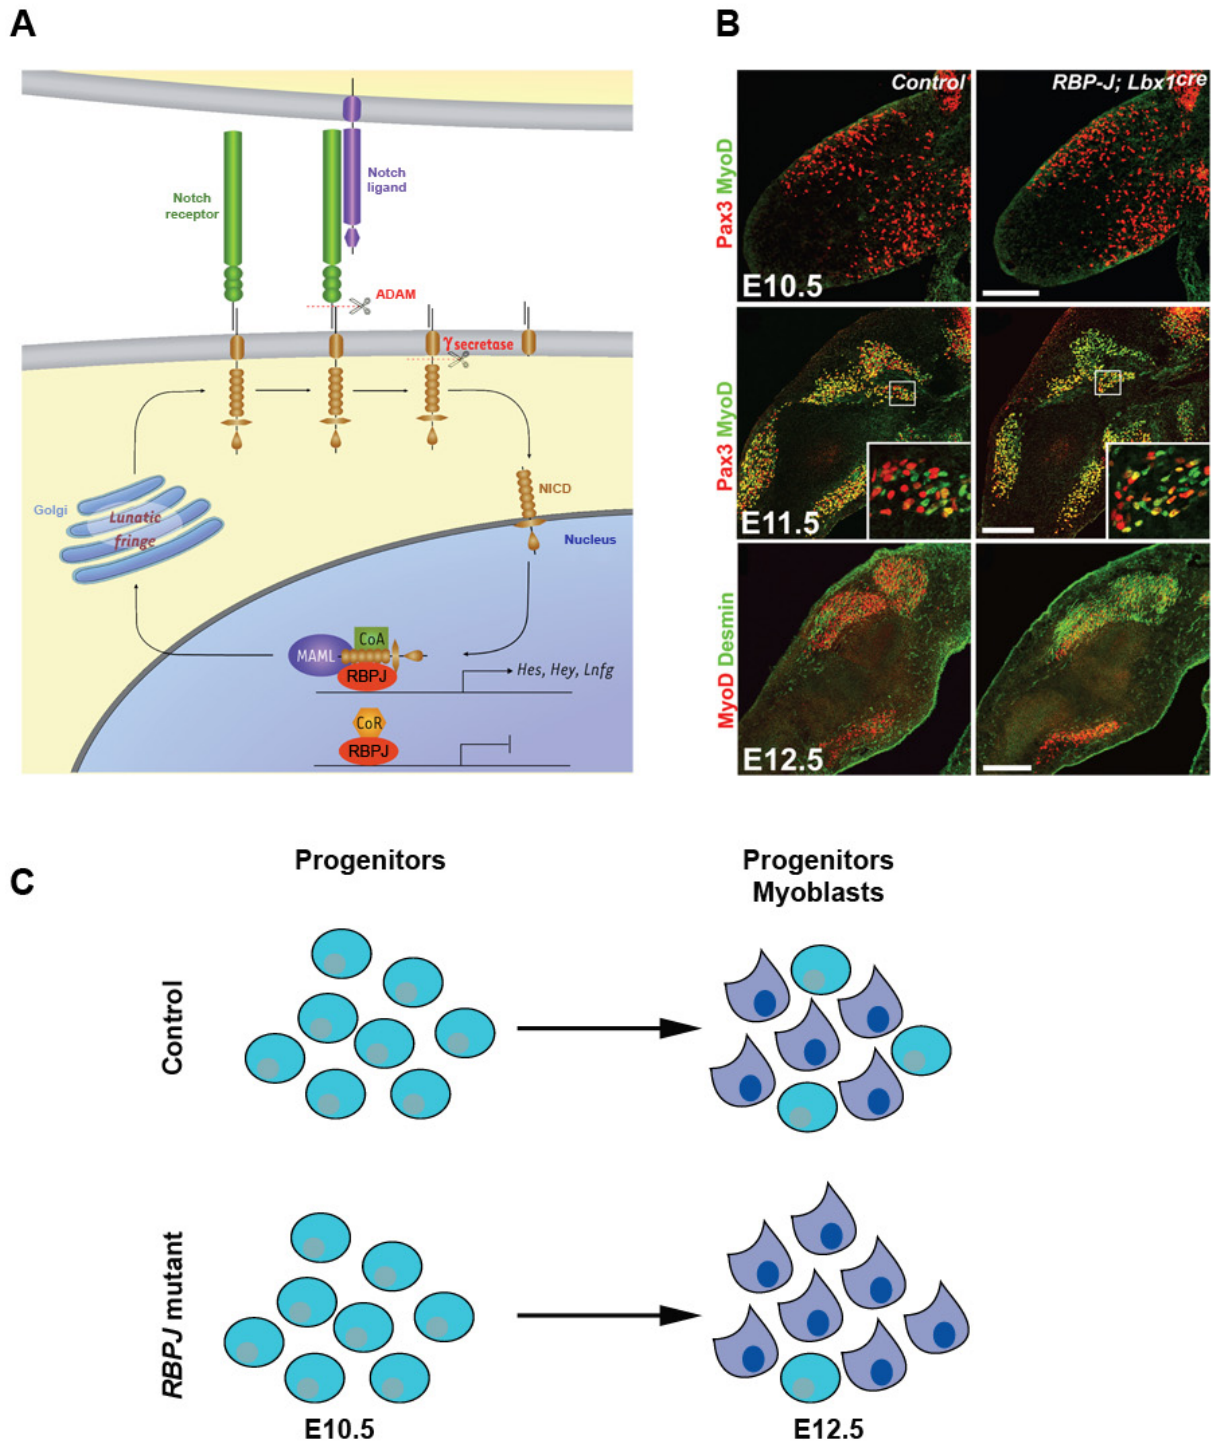 A
Notch
ligand
Notch
receptor
ADAM
γ secretase
Golgi
Lunatic
fringe
NICD
Nucleus
MAML
CoA
RBPJ
Hes, Hey, Lnfg
CoR
RBPJ
B
Control
RBP-J; Lbx1cre
Pax3 MyoD
E10.5
Pax3 MyoD
E11.5
MyoD Desmin
E12.5
C
Progenitors
Progenitors
Myoblasts
Control
RBPJ mutant
E10.5
E12.5